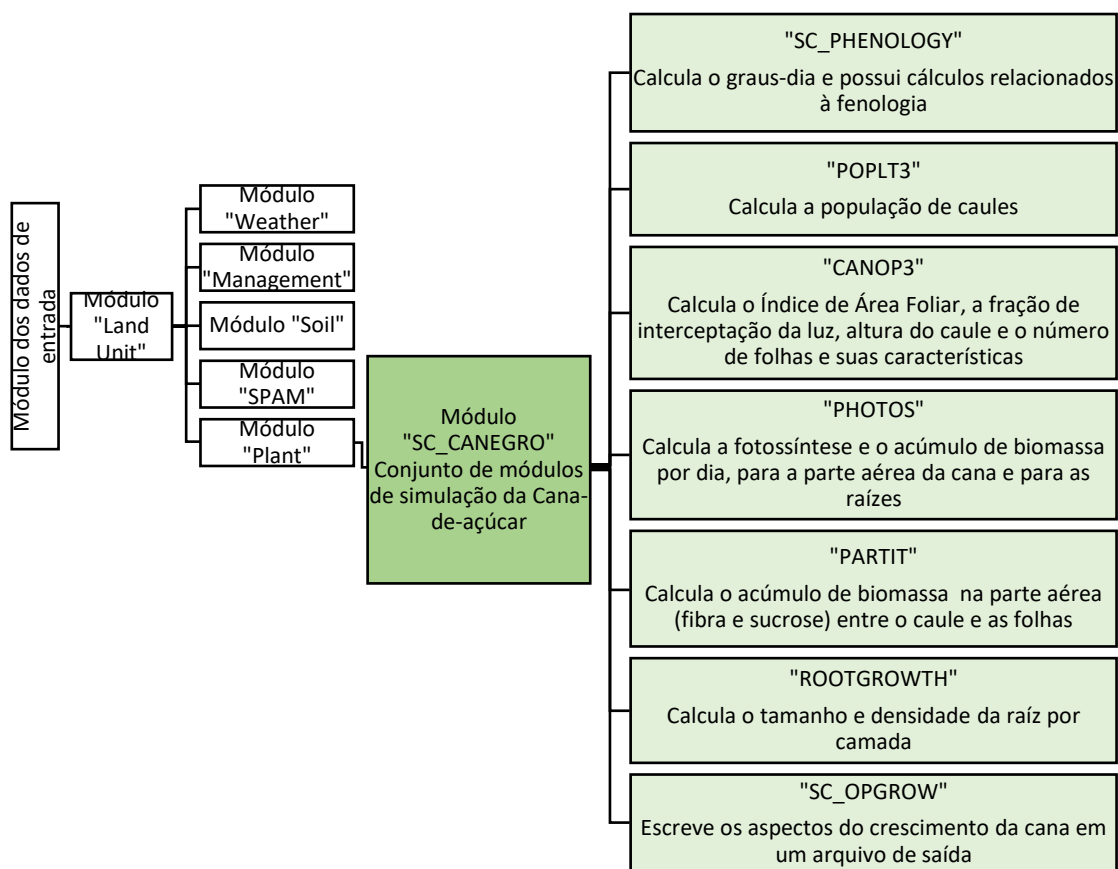 Módulo dos dados de
entrada
Módulo
"Land
Unit"
Módulo
"Weather"
Módulo
"Management"
Módulo "Soil"
Módulo
"SPAM"
Módulo
"Plant"
Módulo
"SC_CANEGRO"
Conjunto de módulos
de simulação da Cana-
de-açúcar
"SC_PHENOLOGY"
Calcula o graus-dia e possui cálculos relacionados
à fenologia
"POPLT3"
Calcula a população de caules
"CANOP3"
Calcula o Índice de Área Foliar, a fração de
interceptação da luz, altura do caule e o número
de folhas e suas características
"PHOTOS"
Calcula a fotossíntese e o acúmulo de biomassa
por dia, para a parte aérea da cana e para as
raízes
"PARTIT"
Calcula o acúmulo de biomassa na parte aérea
(fibra e sucrose) entre o caule e as folhas
"ROOTGROWTH"
Calcula o tamanho e densidade da raíz por
camada
"SC_OPGROW"
Escreve os aspectos do crescimento da cana em
um arquivo de saída